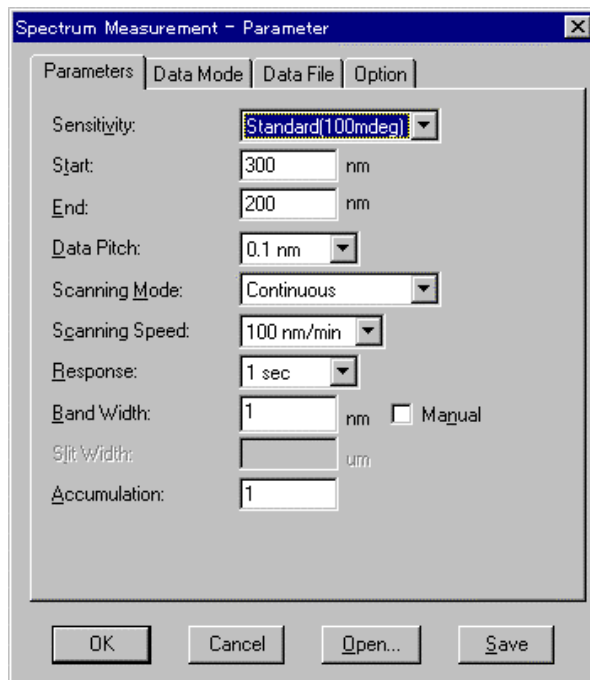 Spectrum Measurement - Parameter
Parameters Data Mode Data File Option
Sensitivity: Standard(100mdeg)
Start: 300 nm
End: 200 nm
Data Pitch: 0.1 nm
Scanning Mode: Continuous
Scanning Speed: 100 nm/min
Response: 1 sec
Band Width: 1 nm Manual
Slit Width: um
Accumulation: 1
OK Cancel Open... Save